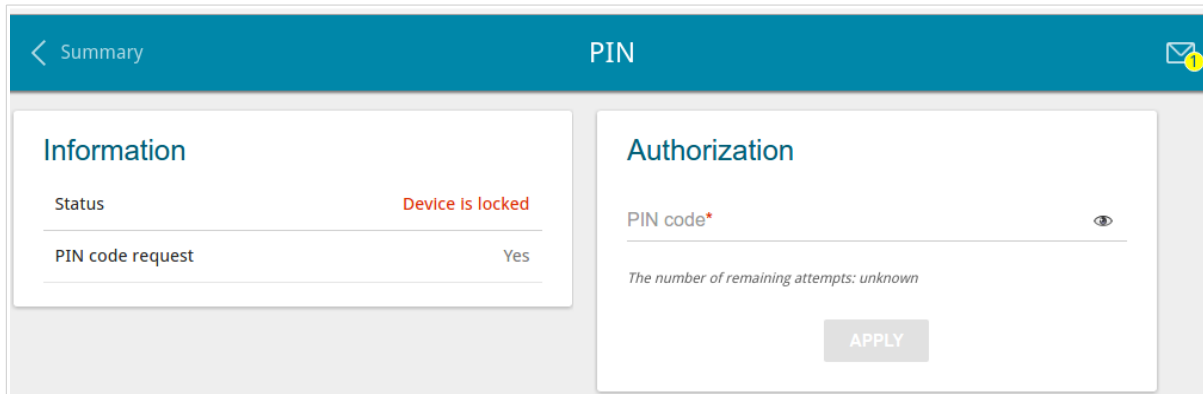 Summary
PIN
1
Information
Status Device is locked
PIN code request Yes
Authorization
PIN code*
The number of remaining attempts: unknown
APPLY